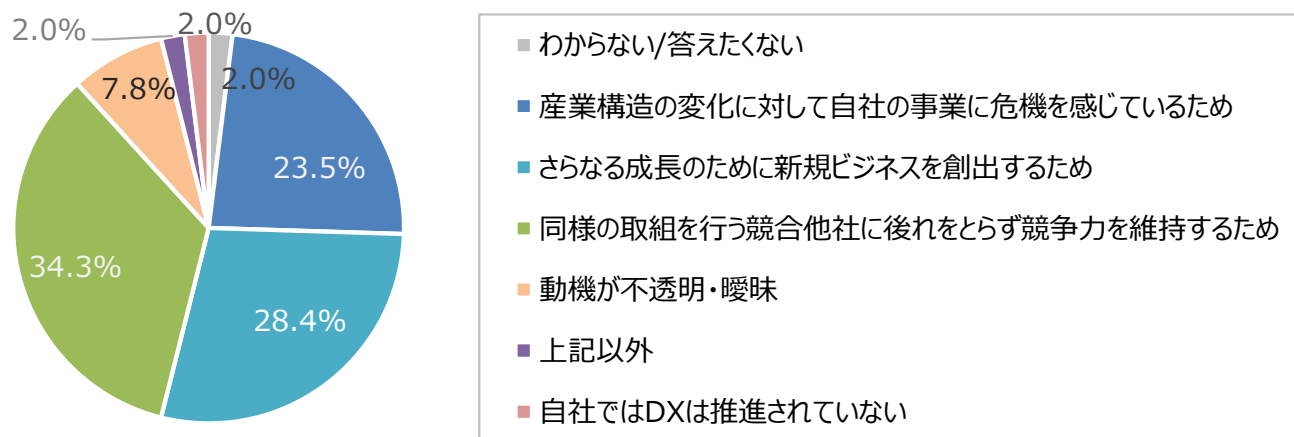 2.0%
2.0%
2.0%
7.8%
23.5%
34.3%
28.4%
わからない/答えたくない
産業構造の変化に対して自社の事業に危機を感じているため
さらなる成長のために新規ビジネスを創出するため
同様の取組を行う競合他社に後れをとらず競争力を維持するため
動機が不透明・曖昧
上記以外
自社ではDXは推進されていない